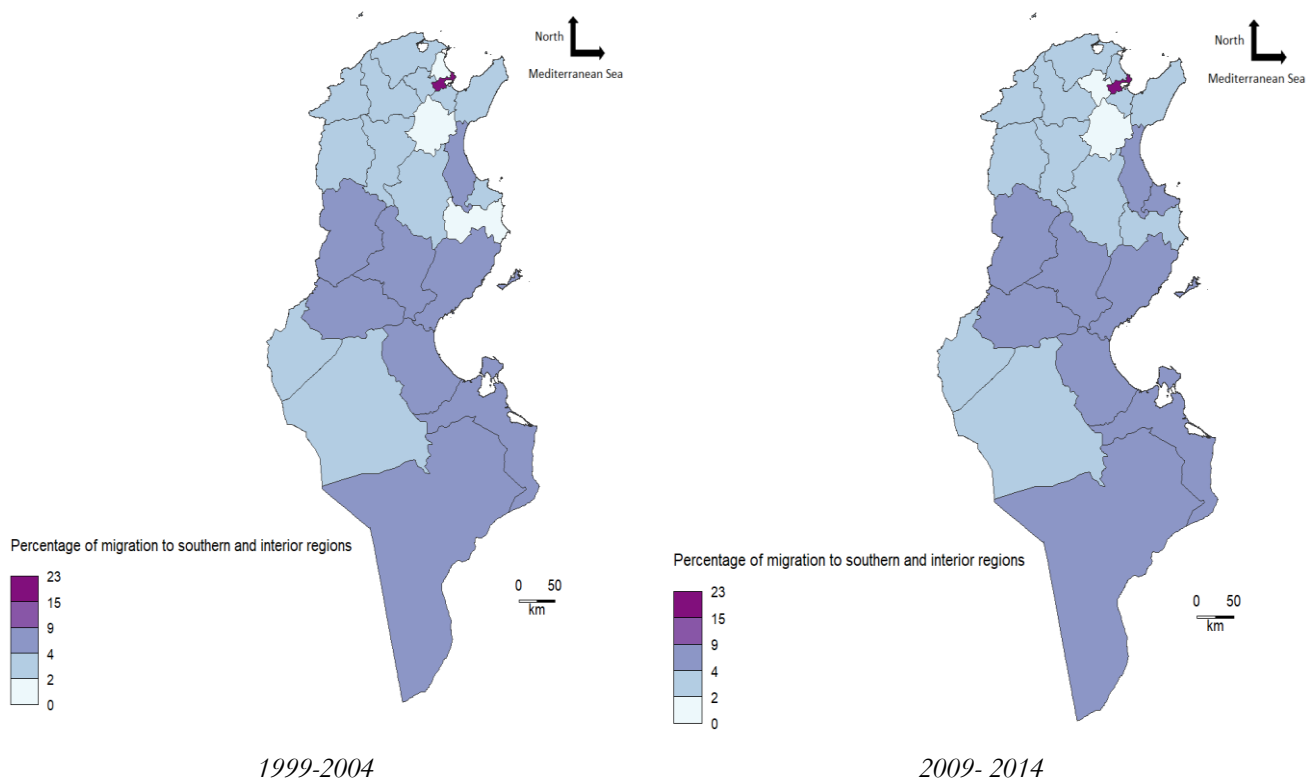 North
Mediterranean Sea
Percentage of migration to southern and interior regions
23
15
9
4
2
0
0 50
km
1999-2004
North
Mediterranean Sea
Percentage of migration to southern and interior regions
23
15
9
4
2
0
0 50
km
2009- 2014